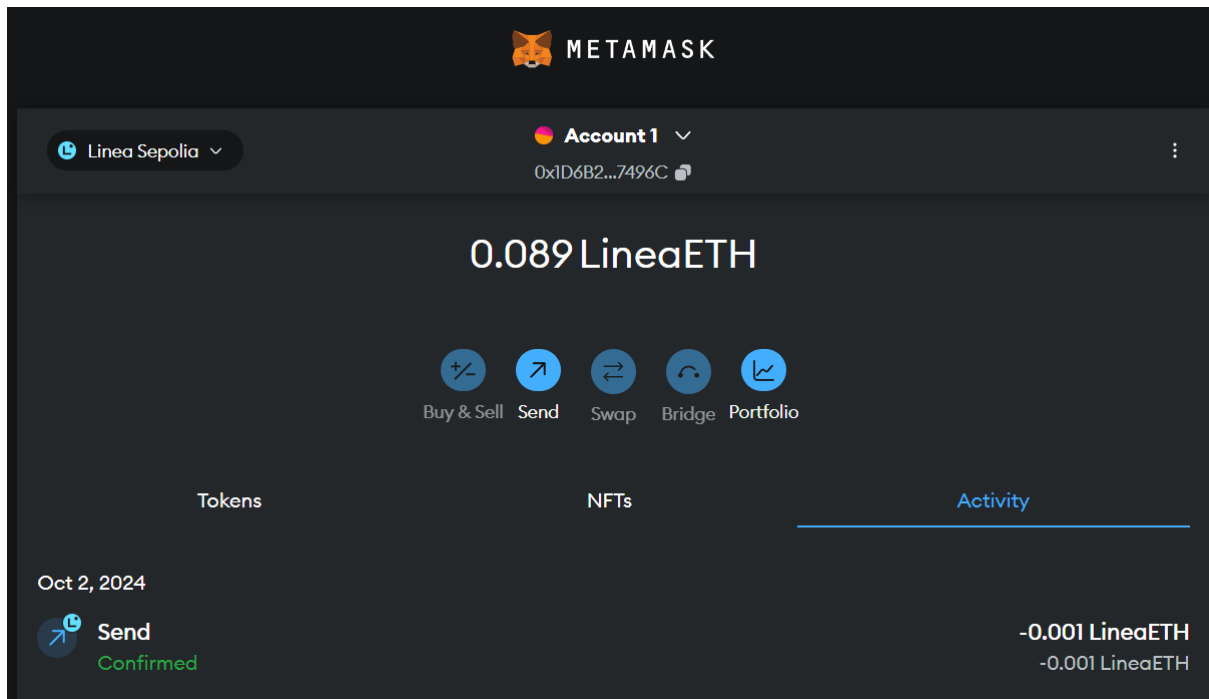 METAMASK
Linea Sepolia
Account 1
0x1D6B2...7496C
0.089 LineaETH
Buy & Sell Send Swap Bridge Portfolio
Tokens NFTs Activity
Oct 2, 2024
Send -0.001 LineaETH
Confirmed -0.001 LineaETH